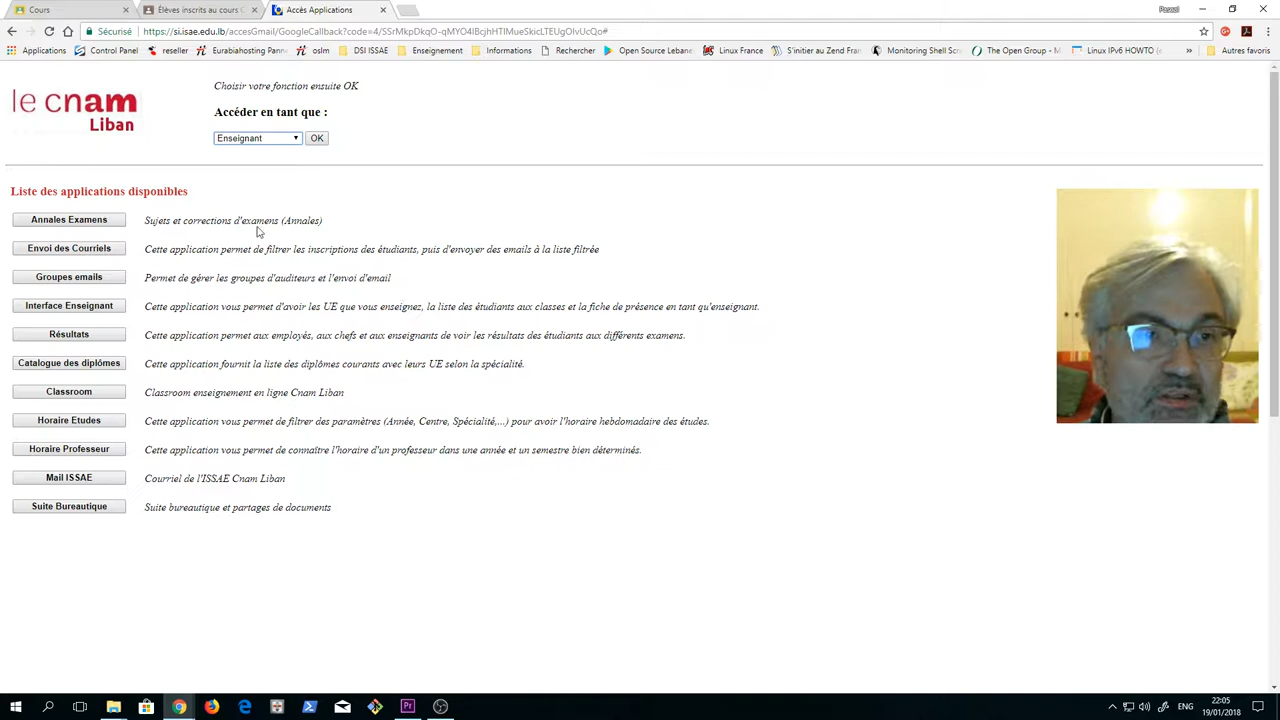 Cours
Élèves inscrits au cours C
Accès Applications
Pascal
Sécurisé
https://si.isae.edu.lb/accesGmail/GoogleCallback?code=4/
Applications
Control Panel
reseller
Eurabiahosting Panne
oslm
DSI ISSAE
Enseignement
Informations
Rechercher
Open Source Lebane
Linux France
S'initier au Zend Fran
Monitoring Shell Scr
The Open Group - Ma
Linux IPv6 HOWTO (e
»
Autres favoris
le cnam
Liban
Choisir votre fonction ensuite OK
Accéder en tant que :
Enseignant OK
Liste des applications disponibles
Annales Examens Sujets et corrections d'examens (Annales)
Envoi des Courriels Cette application permet de filtrer les inscriptions des étudiants, puis d'envoyer des emails à la liste filtrée
Groupes emails Permet de gérer les groupes d'auditeurs et l'envoi d'email
Interface Enseignant Cette application vous permet d'avoir les UE que vous enseignez, la liste des étudiants aux classes et la fiche de présence en tant qu'enseignant.
Résultats Cette application permet aux employés, aux chefs et aux enseignants de voir les résultats des étudiants aux différents examens.
Catalogue des diplômes Cette application fournit la liste des diplômes courants avec leurs UE selon la spécialité.
Classroom Classroom enseignement en ligne Cnam Liban
Horaire Etudes Cette application vous permet de filtrer des paramètres (Année, Centre, Spécialité,...) pour avoir l'horaire hebdomadaire des études.
Horaire Professeur Cette application vous permet de connaître l'horaire d'un professeur dans une année et un semestre bien déterminés.
Mail ISSAE Courriel de l'ISSAE Cnam Liban
Suite Bureautique Suite bureautique et partages de documents
Pr
ENG
22:05
19/01/2018